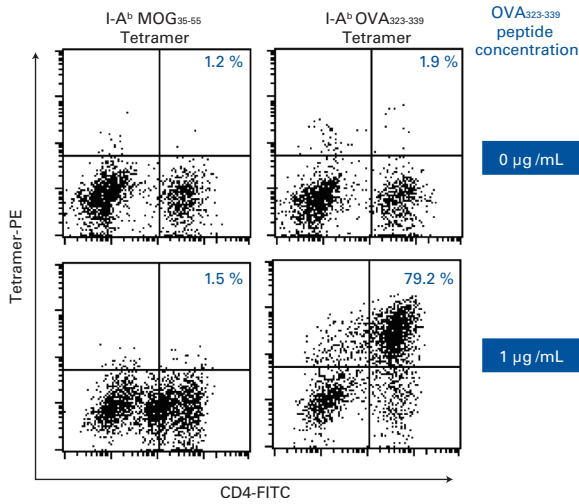 I-Aᵇ MOG₃₅₋₅₅
Tetramer
I-Aᵇ OVA₃₂₃₋₃₃₉
Tetramer
OVA₃₂₃₋₃₃₉
peptide
concentration
1.2 %
1.9 %
0 µg /mL
Tetramer-PE
1.5 %
79.2 %
1 µg /mL
CD4-FITC